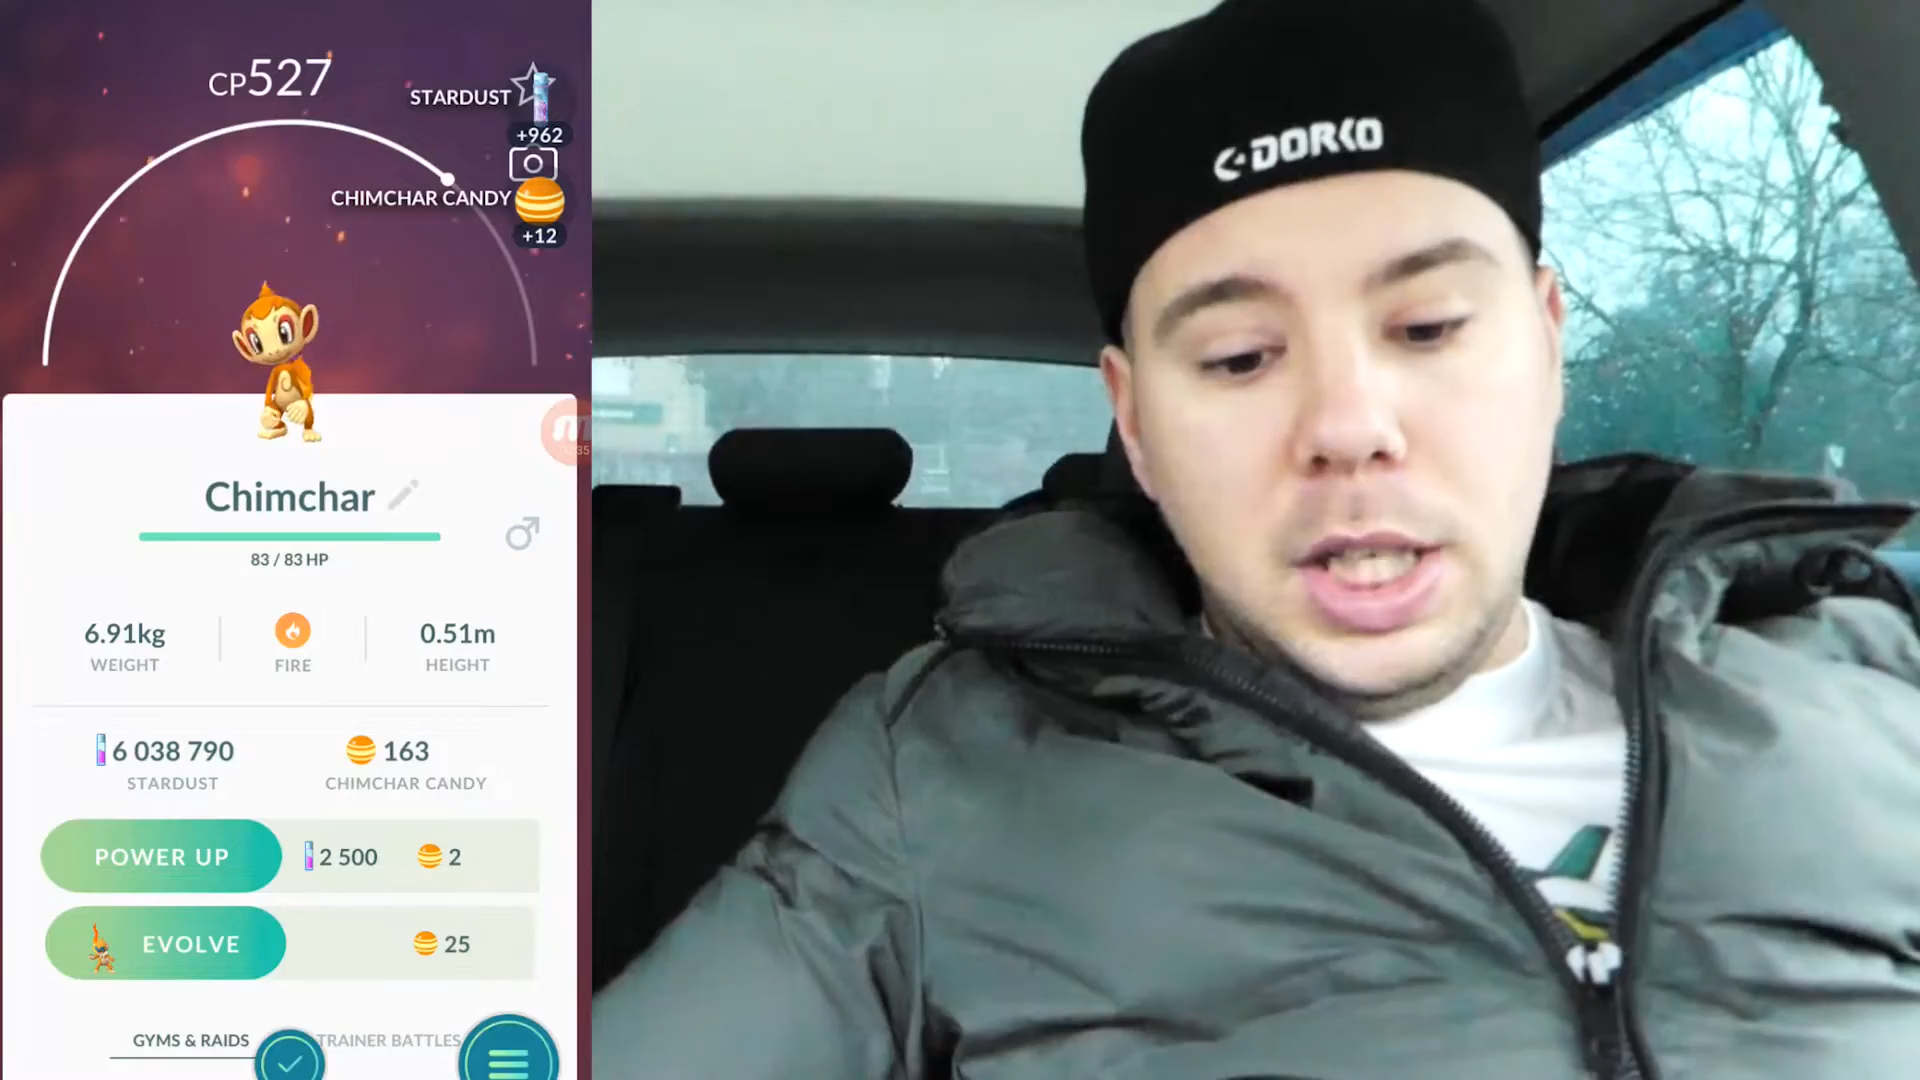 CP527
STARDUST
+962
CHIMCHAR CANDY
+12
Chimchar
83 / 83 HP
6.91kg
WEIGHT
FIRE
0.51m
HEIGHT
6 038 790
STARDUST
163
CHIMCHAR CANDY
POWER UP
2 500
2
EVOLVE
25
GYMS & RAIDS
TRAINER BATTLES
DORKO